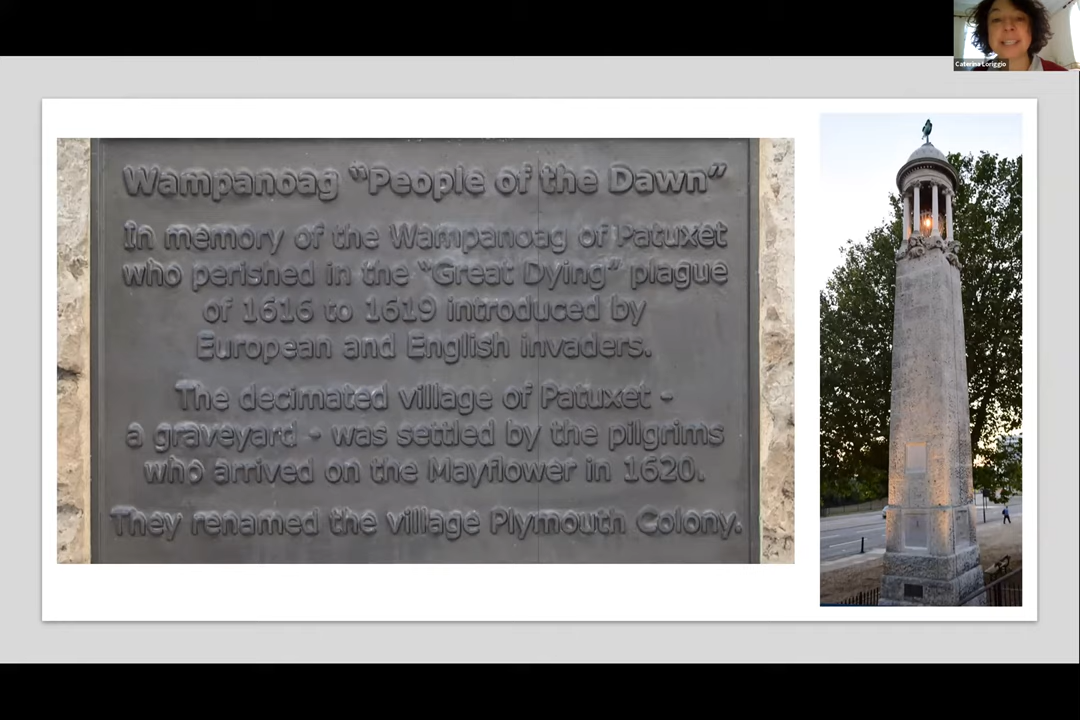 Caterina Loriggio
Wampanoag “People of the Dawn”
In memory of the Wampanoag of Patuxet
who perished in the “Great Dying” plague
of 1616 to 1619 introduced by
European and English invaders.
The decimated village of Patuxet -
a graveyard - was settled by the pilgrims
who arrived on the Mayflower in 1620.
They renamed the village Plymouth Colony.